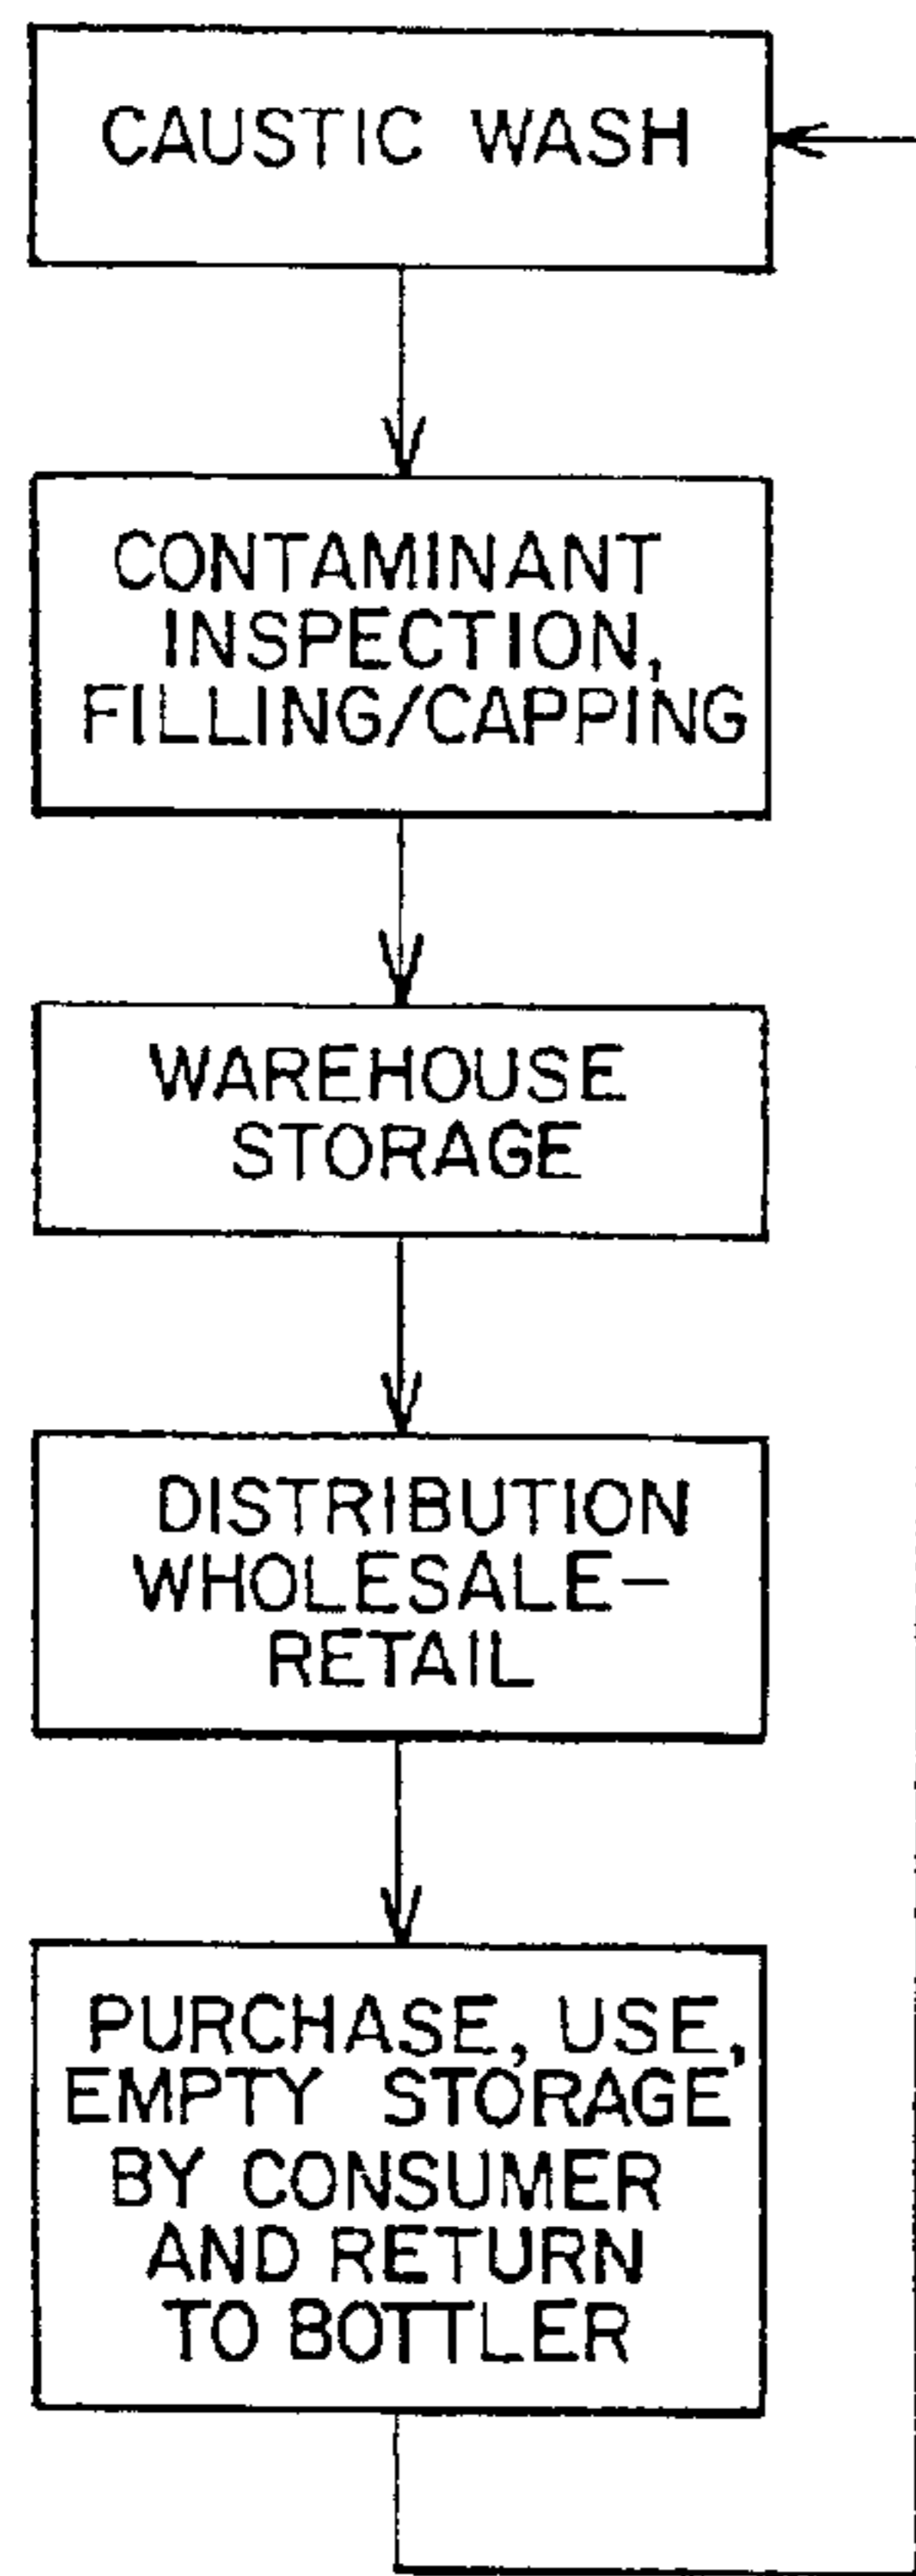 CAUSTIC WASH
CONTAMINANT
INSPECTION,
FILLING/CAPPING
WAREHOUSE
STORAGE
DISTRIBUTION
WHOLESALE-
RETAIL
PURCHASE, USE,
EMPTY STORAGE
BY CONSUMER
AND RETURN
TO BOTTLER